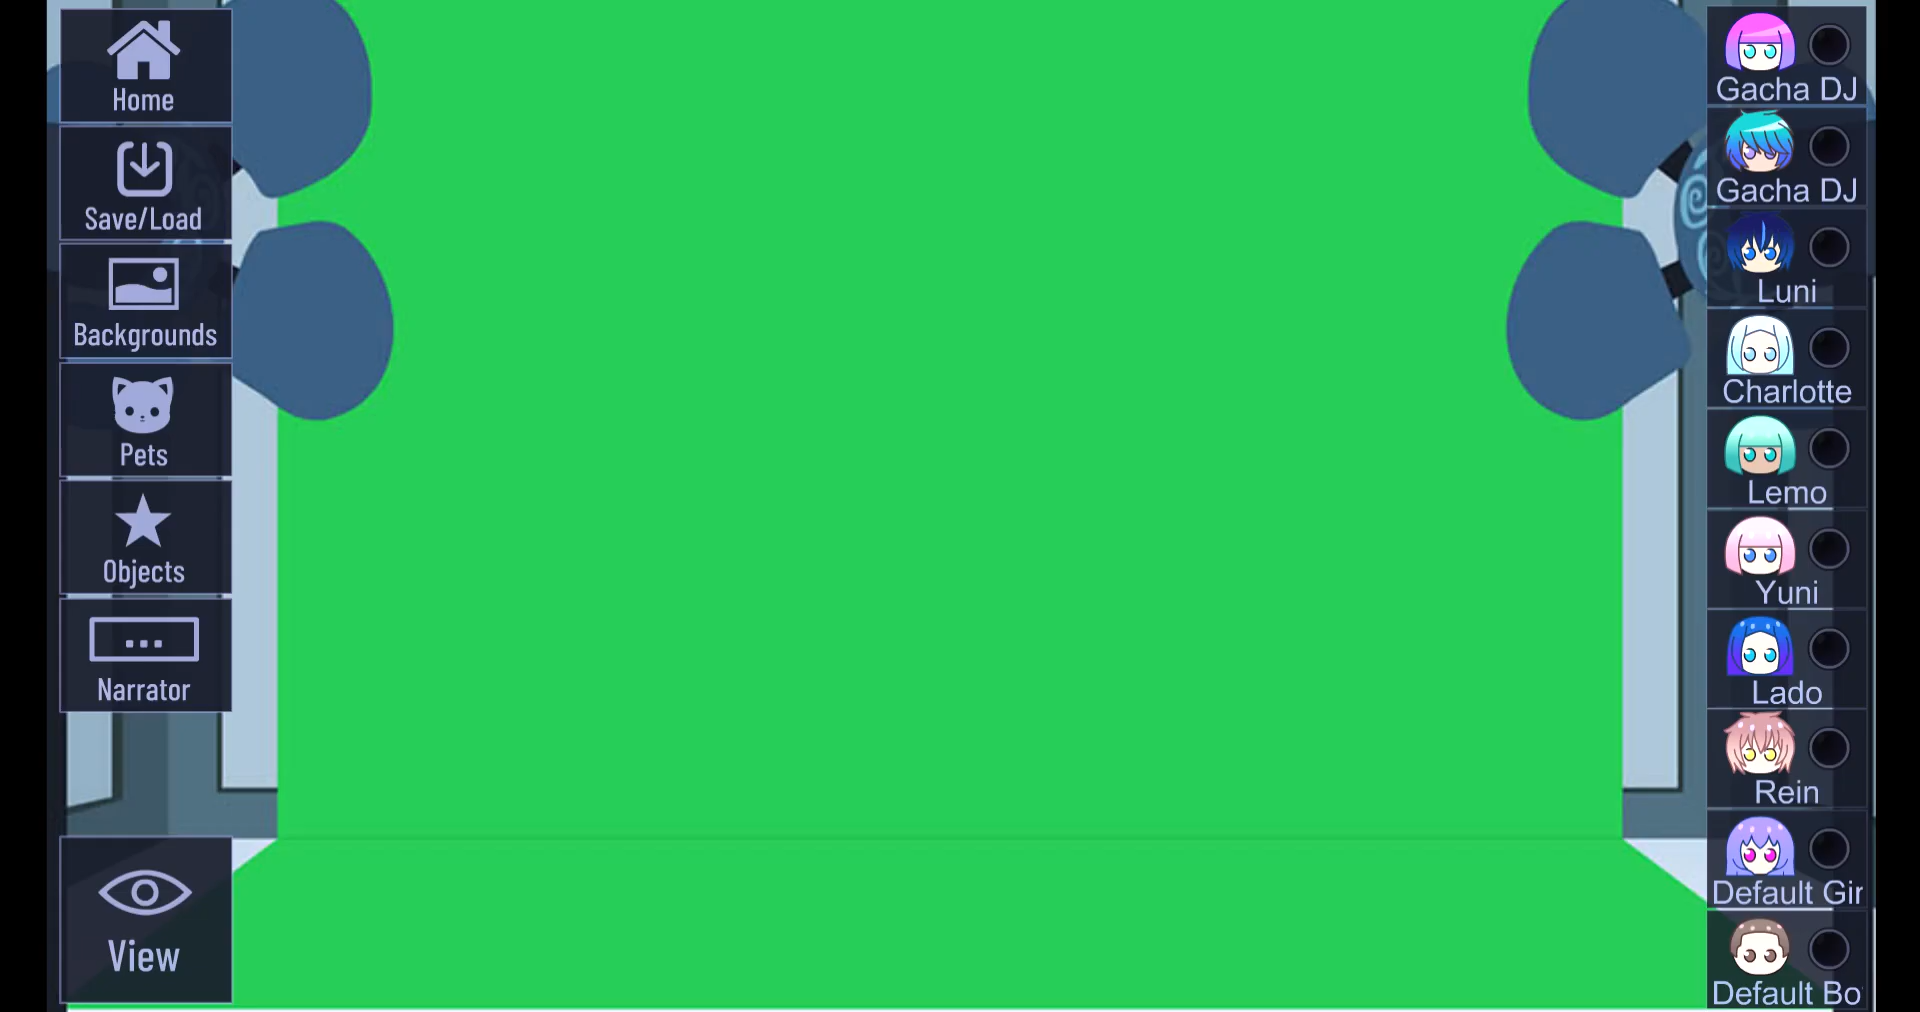 Home
Save/Load
Backgrounds
Pets
Objects
Narrator
View
Gacha DJ
Gacha DJ
Luni
Charlotte
Lemo
Yuni
Lado
Rein
Default Gir
Default Bo